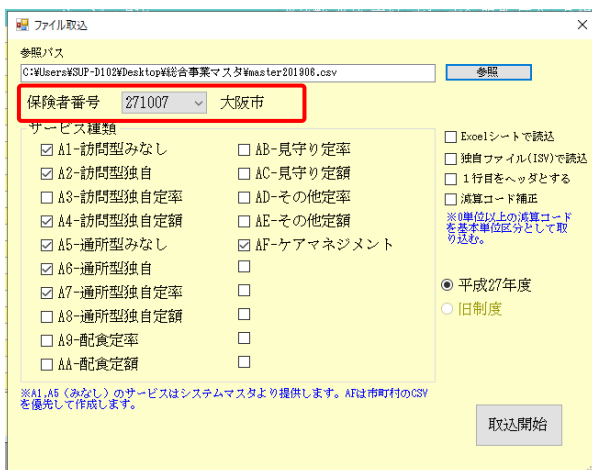 ファイル取込
参照パス
C:¥Users¥SUP-D102¥Desktop¥総合事業マスタ¥master201906.csv
参照
保険者番号 271007 大阪市
サービス種類
A1-訪問型みなし
A2-訪問型独自
A3-訪問型独自定率
A4-訪問型独自定額
A5-通所型みなし
A6-通所型独自
A7-通所型独自定率
A8-通所型独自定額
A9-配食定率
AA-配食定額
AB-見守り定率
AC-見守り定額
AD-その他定率
AE-その他定額
AF-ケアマネジメント
Excelシートで読込
独自ファイル(ISV)で読込
1行目をヘッダとする
減算コード補正
※0単位以上の減算コード
を基本単位区分として取
り込む。
平成27年度
旧制度
※A1,A5（みなし）のサービスはシステムマスタより提供します。AFは市町村のCSV
を優先して作成します。
取込開始